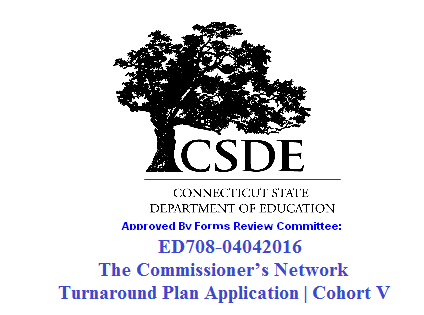 CSDE
CONNECTICUT STATE
DEPARTMENT OF EDUCATION
Approved By Forms Review Committee:
ED708-04042016
The Commissioner's Network
Turnaround Plan Application | Cohort V